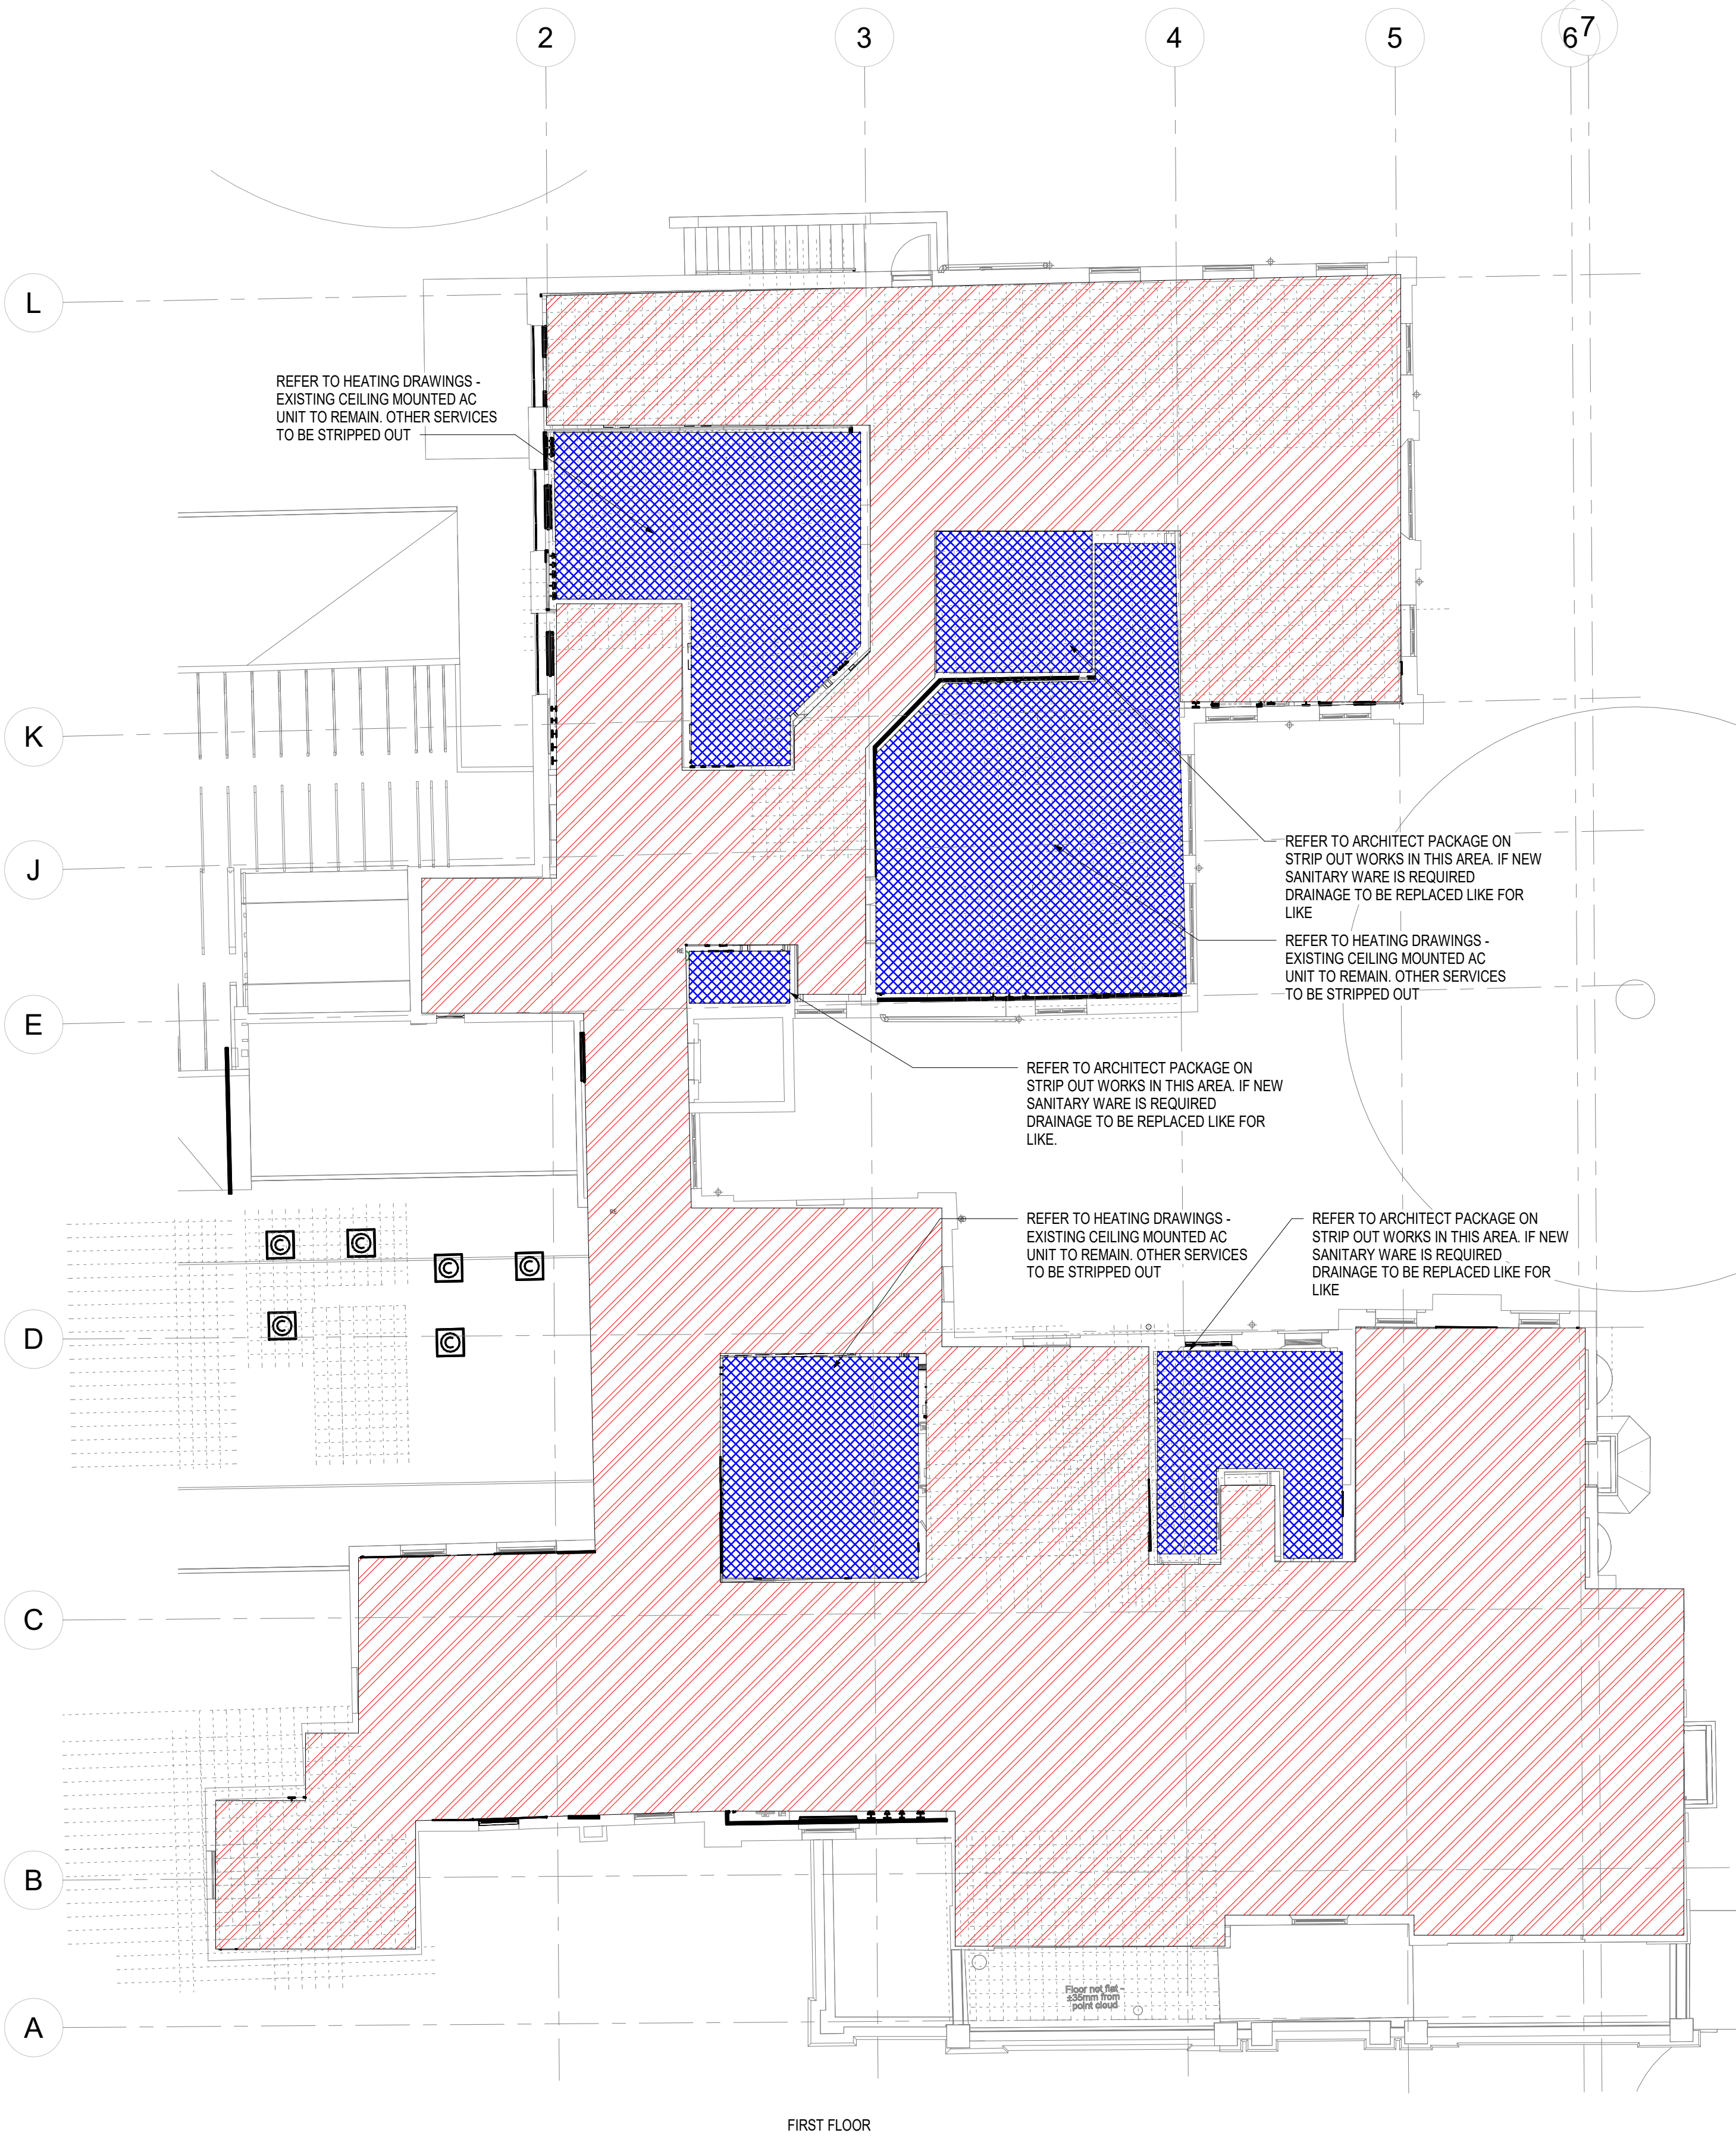 2
3
4
5
6
7
L
REFER TO HEATING DRAWINGS -
EXISTING CEILING MOUNTED AC
UNIT TO REMAIN. OTHER SERVICES
TO BE STRIPPED OUT
K
J
REFER TO ARCHITECT PACKAGE ON
STRIP OUT WORKS IN THIS AREA. IF NEW
SANITARY WARE IS REQUIRED
DRAINAGE TO BE REPLACED LIKE FOR
LIKE
REFER TO HEATING DRAWINGS -
EXISTING CEILING MOUNTED AC
UNIT TO REMAIN. OTHER SERVICES
TO BE STRIPPED OUT
RE
E
REFER TO ARCHITECT PACKAGE ON
STRIP OUT WORKS IN THIS AREA. IF NEW
SANITARY WARE IS REQUIRED
DRAINAGE TO BE REPLACED LIKE FOR
LIKE.
RE
REFER TO HEATING DRAWINGS -
EXISTING CEILING MOUNTED AC
UNIT TO REMAIN. OTHER SERVICES
TO BE STRIPPED OUT
REFER TO ARCHITECT PACKAGE ON
STRIP OUT WORKS IN THIS AREA. IF NEW
SANITARY WARE IS REQUIRED
DRAINAGE TO BE REPLACED LIKE FOR
LIKE
C
C
C
C
C
C
D
C
B
Floor not flat -
±35mm from
point cloud
A
FIRST FLOOR